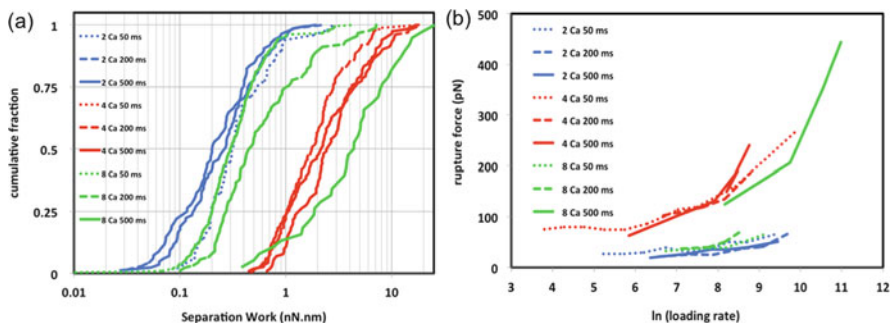 (a)
1
0.75
0.5
0.25
0
cumulative fraction
2 Ca 50 ms
2 Ca 200 ms
2 Ca 500 ms
4 Ca 50 ms
4 Ca 200 ms
4 Ca 500 ms
8 Ca 50 ms
8 Ca 200 ms
8 Ca 500 ms
0.01 0.1 1 10
Separation Work (nN.nm)
(b)
500
400
300
200
100
0
rupture force (pN)
2 Ca 50 ms
2 Ca 200 ms
2 Ca 500 ms
4 Ca 50 ms
4 Ca 200 ms
4 Ca 500 ms
8 Ca 50 ms
8 Ca 200 ms
8 Ca 500 ms
3 4 5 6 7 8 9 10 11 12
ln (loading rate)